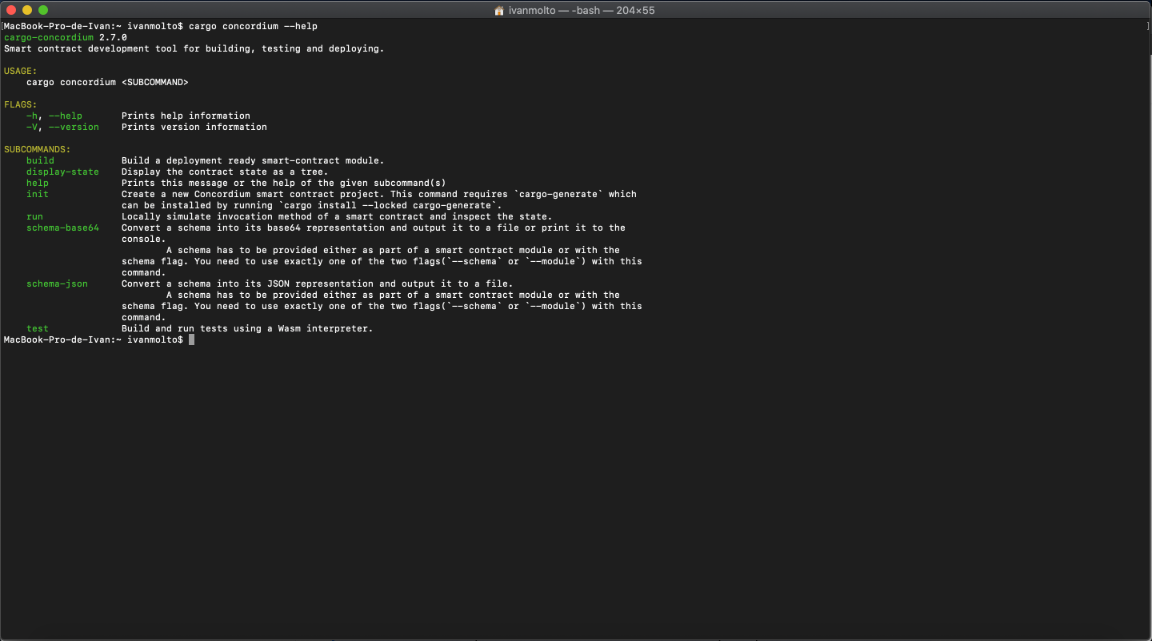 ivanmolto — -bash — 204×55
MacBook-Pro-de-Ivan:~ ivanmolto$ cargo concordium --help
cargo-concordium 2.7.0
Smart contract development tool for building, testing and deploying.
USAGE:
cargo concordium <SUBCOMMAND>
FLAGS:
-h, --help Prints help information
-V, --version Prints version information
SUBCOMMANDS:
build Build a deployment ready smart-contract module.
display-state Display the contract state as a tree.
help Prints this message or the help of the given subcommand(s)
init Create a new Concordium smart contract project. This command requires `cargo-generate` which
can be installed by running `cargo install --locked cargo-generate`.
run Locally simulate invocation method of a smart contract and inspect the state.
schema-base64 Convert a schema into its base64 representation and output it to a file or print it to the
console.
A schema has to be provided either as part of a smart contract module or with the
schema flag. You need to use exactly one of the two flags(`--schema` or `--module`) with this
command.
schema-json Convert a schema into its JSON representation and output it to a file.
A schema has to be provided either as part of a smart contract module or with the
schema flag. You need to use exactly one of the two flags(`--schema` or `--module`) with this
command.
test Build and run tests using a Wasm interpreter.
MacBook-Pro-de-Ivan:~ ivanmolto$